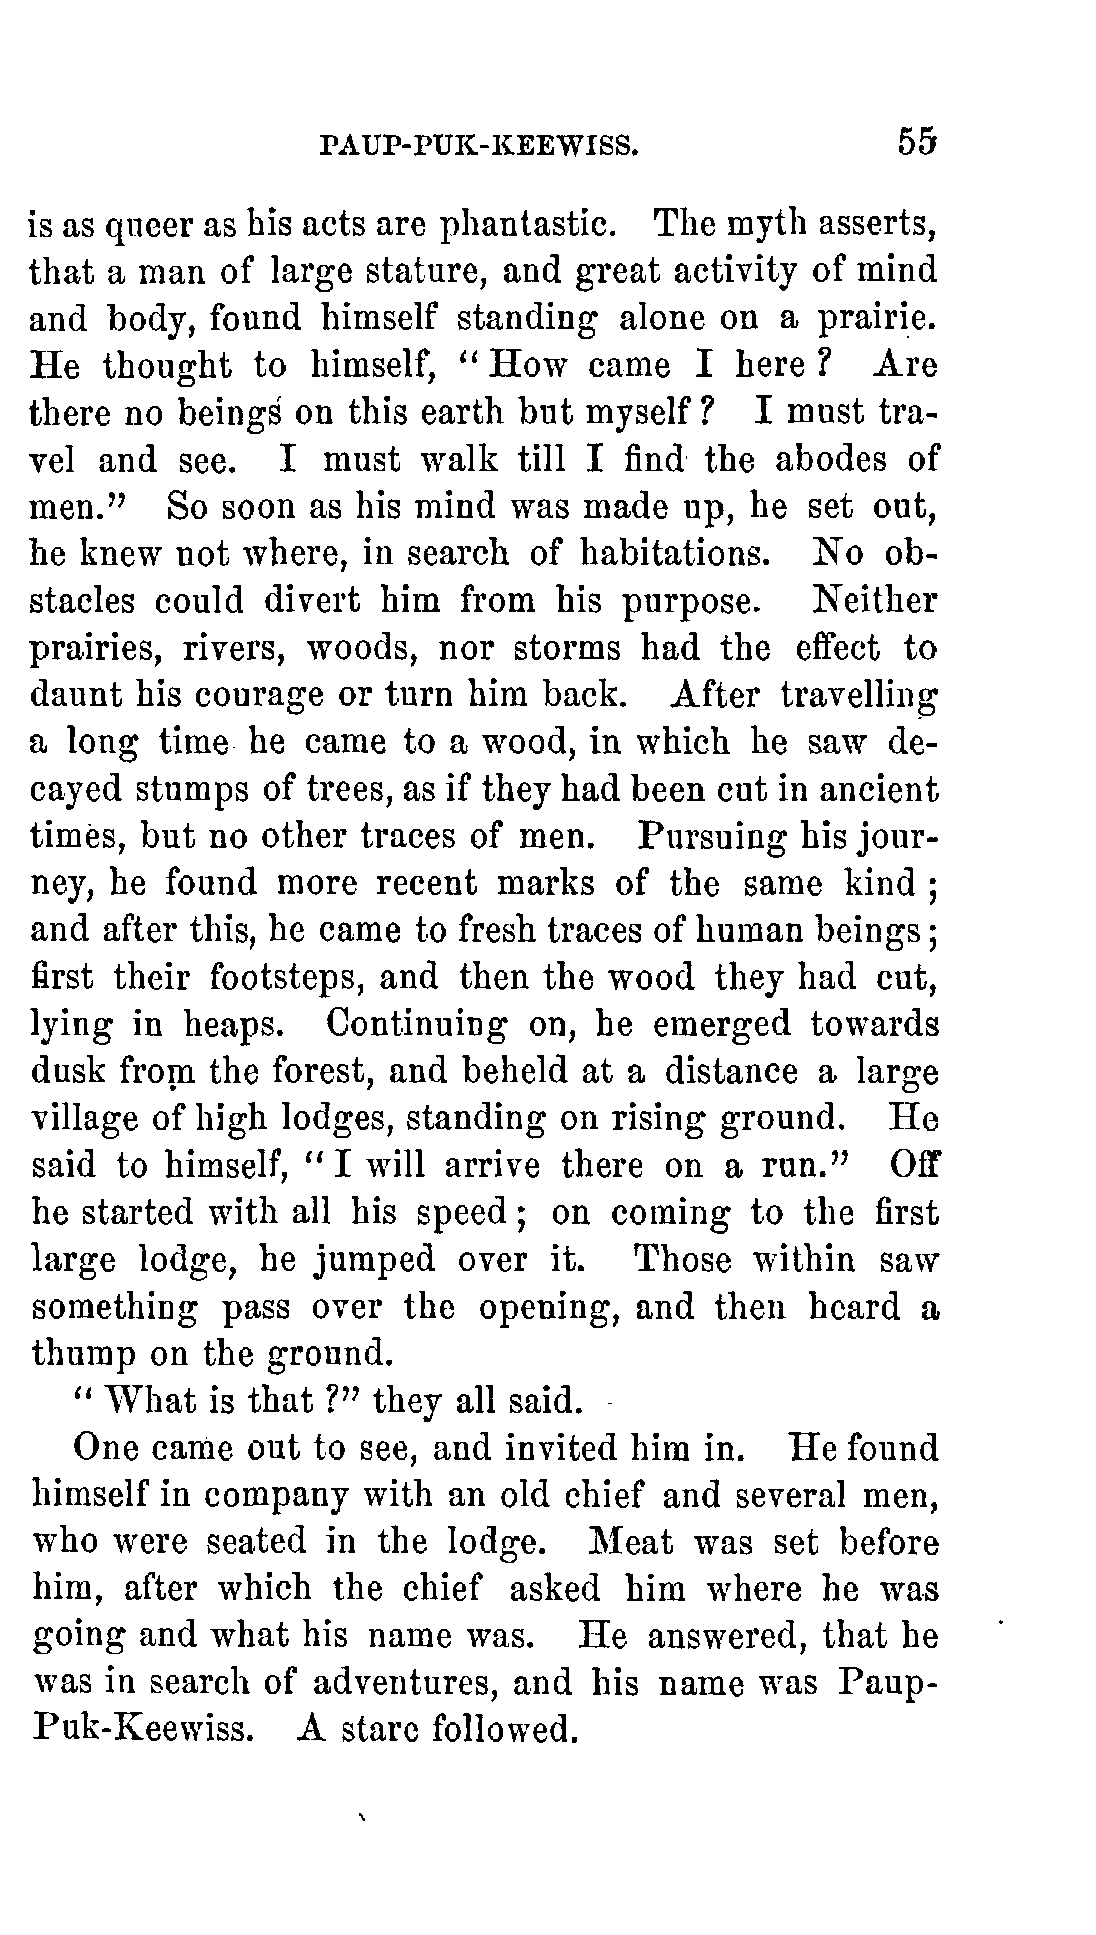 PAUP-PUK-KEEWISS. 55
is as queer as his acts are phantastic. The myth asserts,
that a man of large stature, and great activity of mind
and body, found himself standing alone on a prairie.
He thought to himself, “ How came I here ? Are
there no beings on this earth but myself ? I must tra-
vel and see. I must walk till I find the abodes of
men.” So soon as his mind was made up, he set out,
he knew not where, in search of habitations. No ob-
stacles could divert him from his purpose. Neither
prairies, rivers, woods, nor storms had the effect to
daunt his courage or turn him back. After travelling
a long time he came to a wood, in which he saw de-
cayed stumps of trees, as if they had been cut in ancient
times, but no other traces of men. Pursuing his jour-
ney, he found more recent marks of the same kind ;
and after this, he came to fresh traces of human beings ;
first their footsteps, and then the wood they had cut,
lying in heaps. Continuing on, he emerged towards
dusk from the forest, and beheld at a distance a large
village of high lodges, standing on rising ground. He
said to himself, “ I will arrive there on a run.” Off
he started with all his speed ; on coming to the first
large lodge, he jumped over it. Those within saw
something pass over the opening, and then heard a
thump on the ground.
“ What is that ?” they all said.
One came out to see, and invited him in. He found
himself in company with an old chief and several men,
who were seated in the lodge. Meat was set before
him, after which the chief asked him where he was
going and what his name was. He answered, that he
was in search of adventures, and his name was Paup-
Puk-Keewiss. A stare followed.